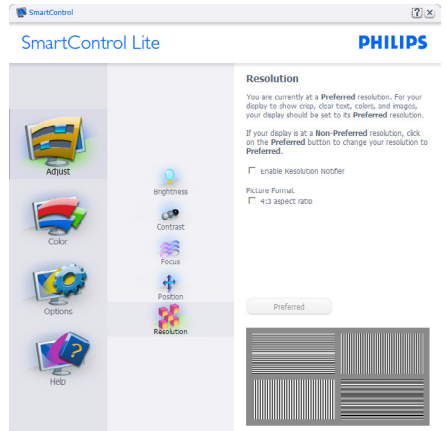 SmartControl
SmartControl Lite
PHILIPS
Adjust
Color
Options
Help
Brightness
Contrast
Focus
Position
Resolution
Resolution
You are currently at a Preferred resolution. For your
display to show crisp, clear text, colors, and images,
your display should be set to its Preferred resolution.
If your display is at a Non-Preferred resolution, click
on the Preferred button to change your resolution to
Preferred.
Enable Resolution Notifier
Picture Format
4:3 aspect ratio
Preferred